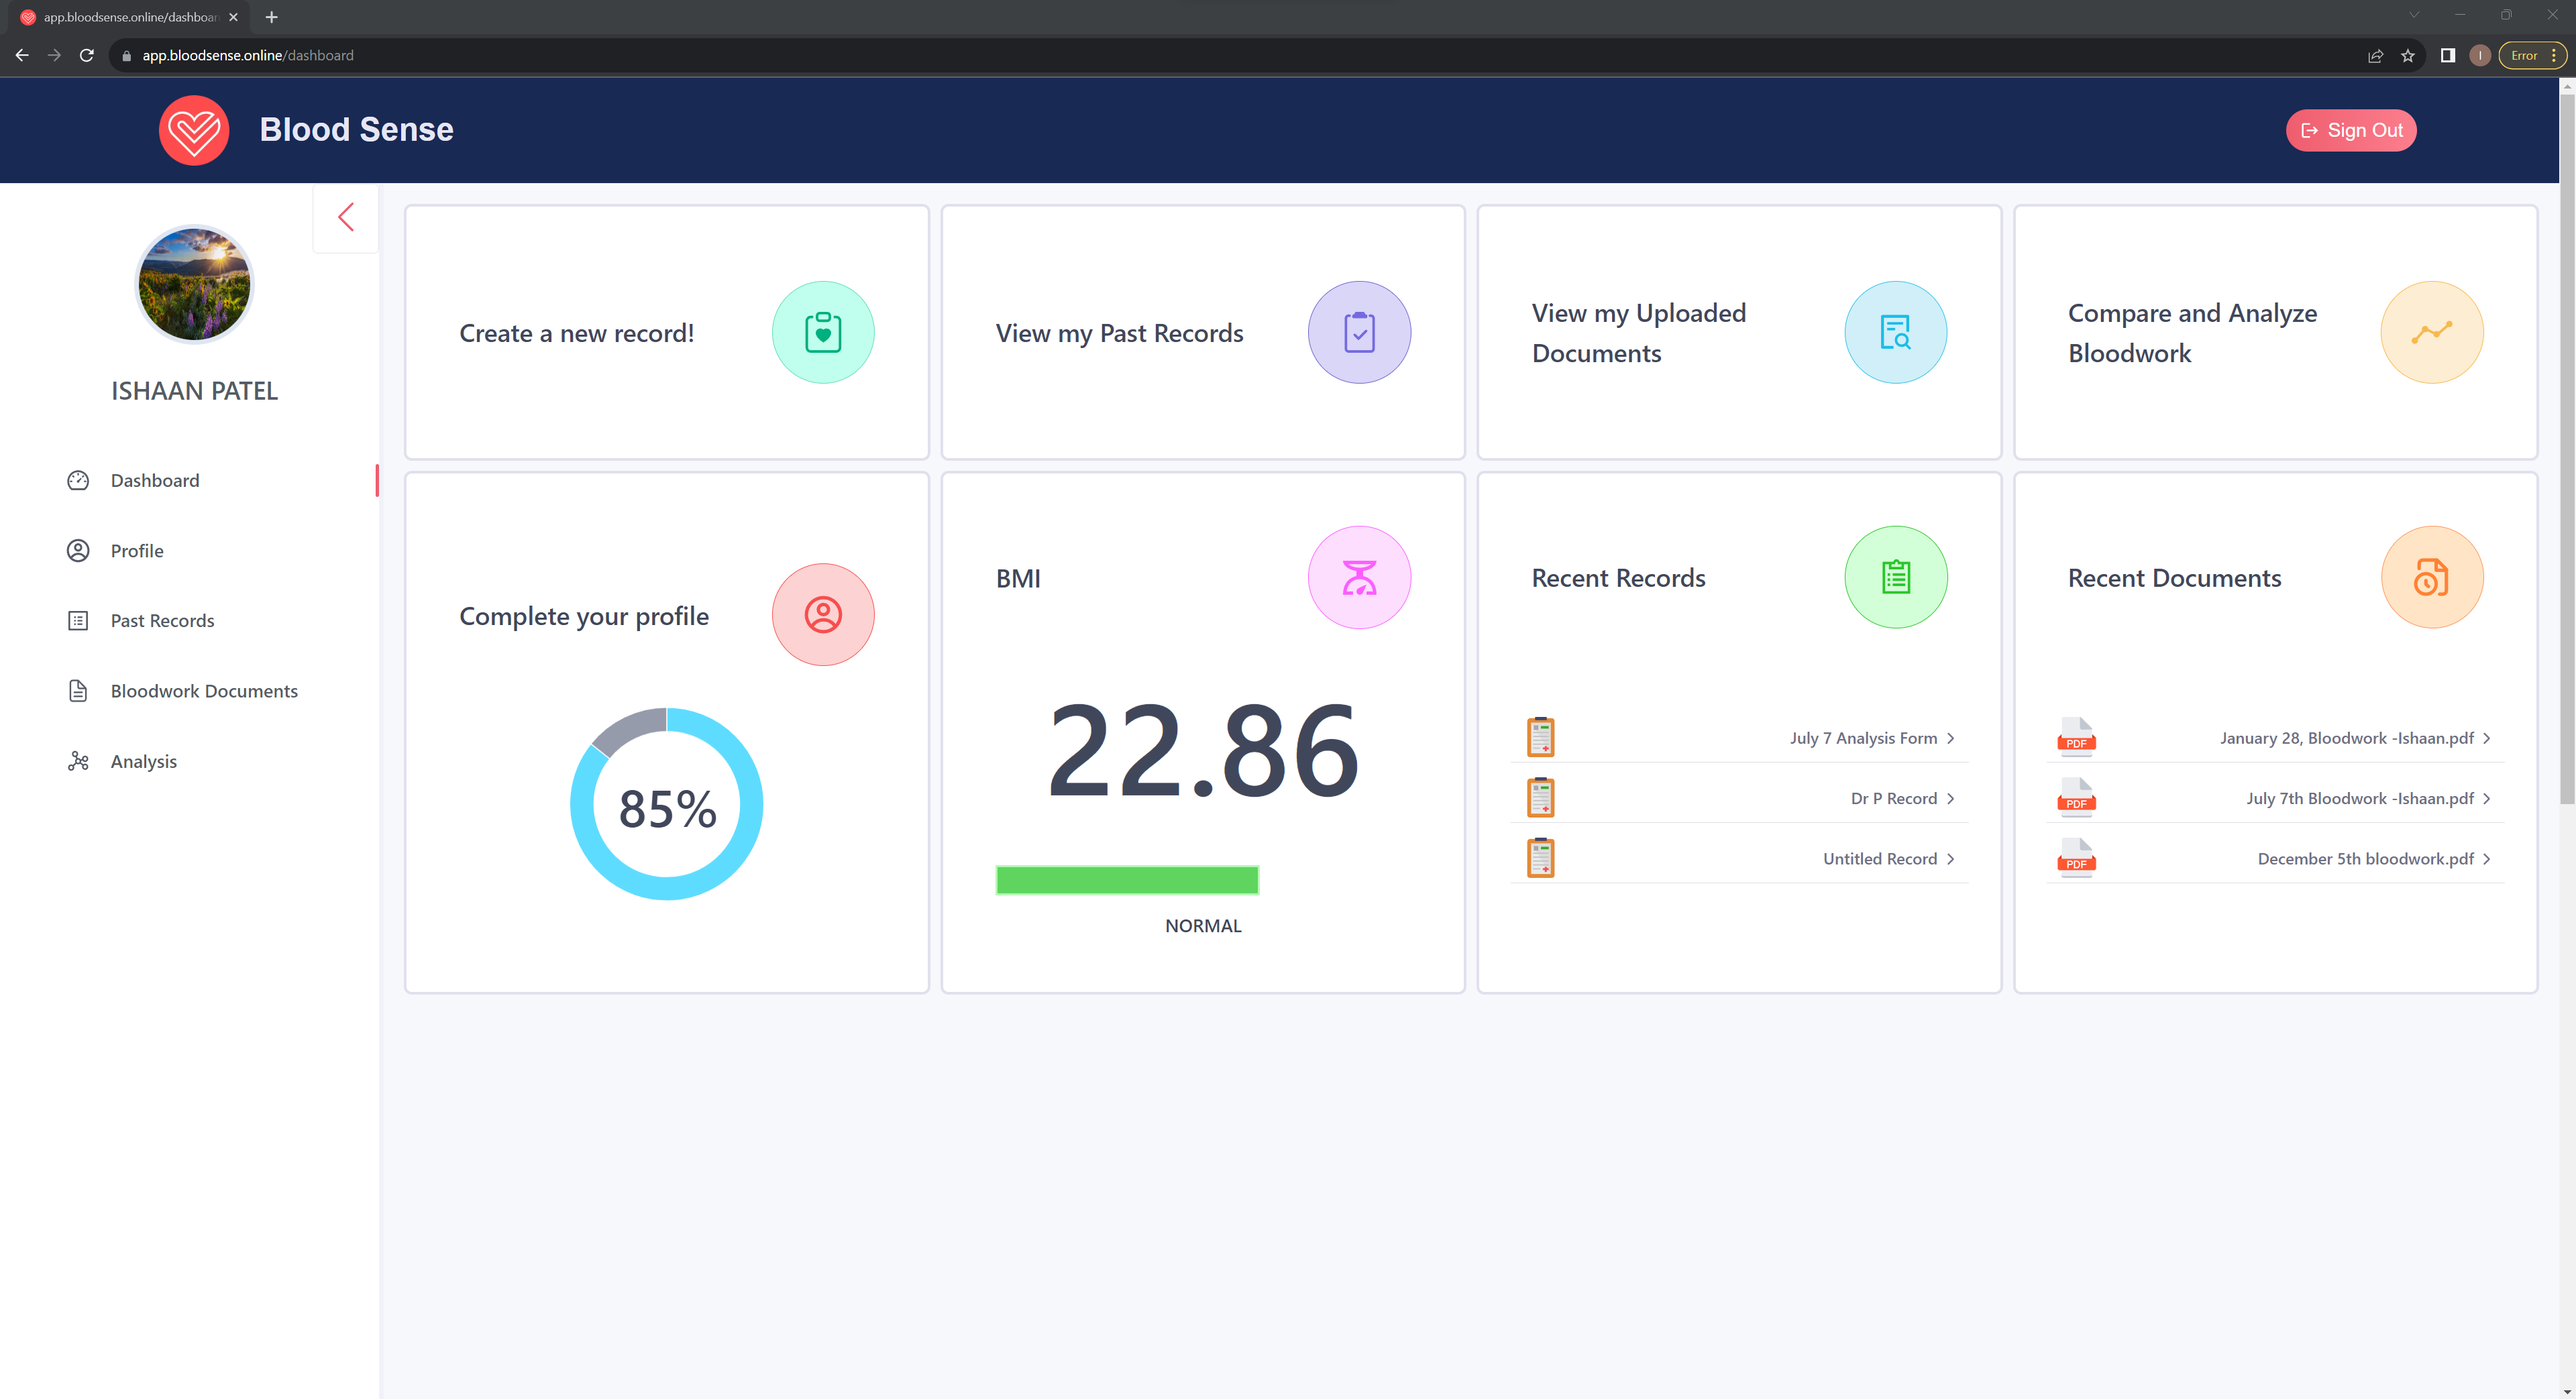 app.bloodsense.online/dashboar
app.bloodsense.online/dashboard
I
Error
Blood Sense
Sign Out
ISHAAN PATEL
Dashboard
Profile
Past Records
Bloodwork Documents
Analysis
Create a new record!
View my Past Records
View my Uploaded
Documents
Compare and Analyze
Bloodwork
Complete your profile
85%
BMI
22.86
NORMAL
Recent Records
July 7 Analysis Form
Dr P Record
Untitled Record
Recent Documents
PDF January 28, Bloodwork -Ishaan.pdf
PDF July 7th Bloodwork -Ishaan.pdf
PDF December 5th bloodwork.pdf